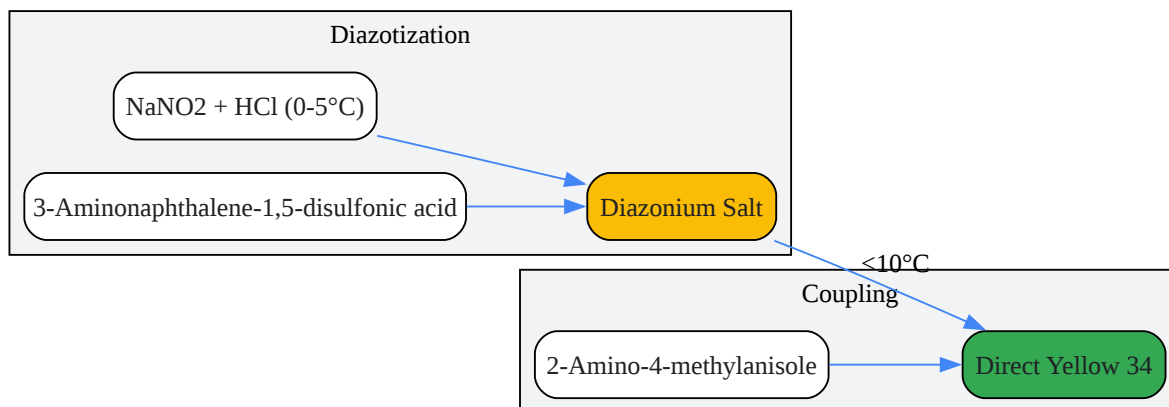 Diazotization
NaNO2 + HCl (0-5°C)
3-Aminonaphthalene-1,5-disulfonic acid
Diazonium Salt
<10°C
Coupling
2-Amino-4-methylanisole
Direct Yellow 34